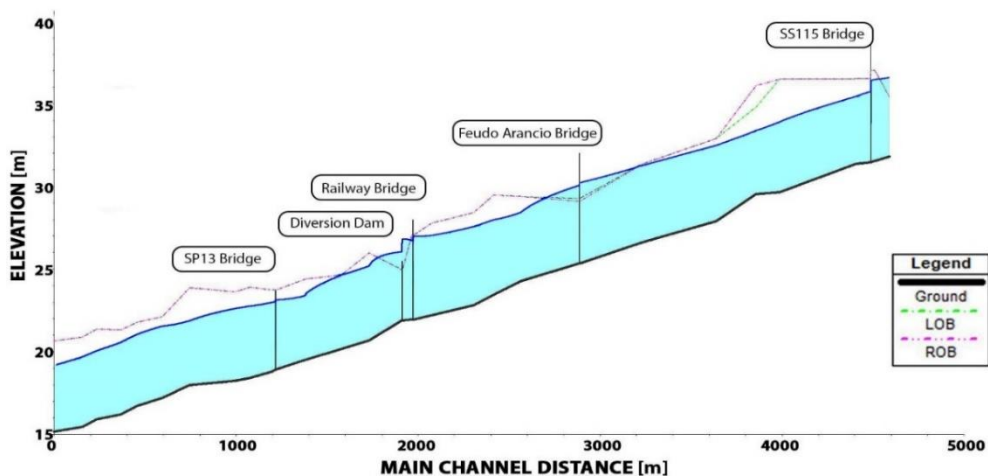 40
35
30
25
20
15
ELEVATION [m]
SS115 Bridge
Feudo Arancio Bridge
Railway Bridge
Diversion Dam
SP13 Bridge
Legend
Ground
LOB
ROB
0
1000
2000
3000
4000
5000
MAIN CHANNEL DISTANCE [m]